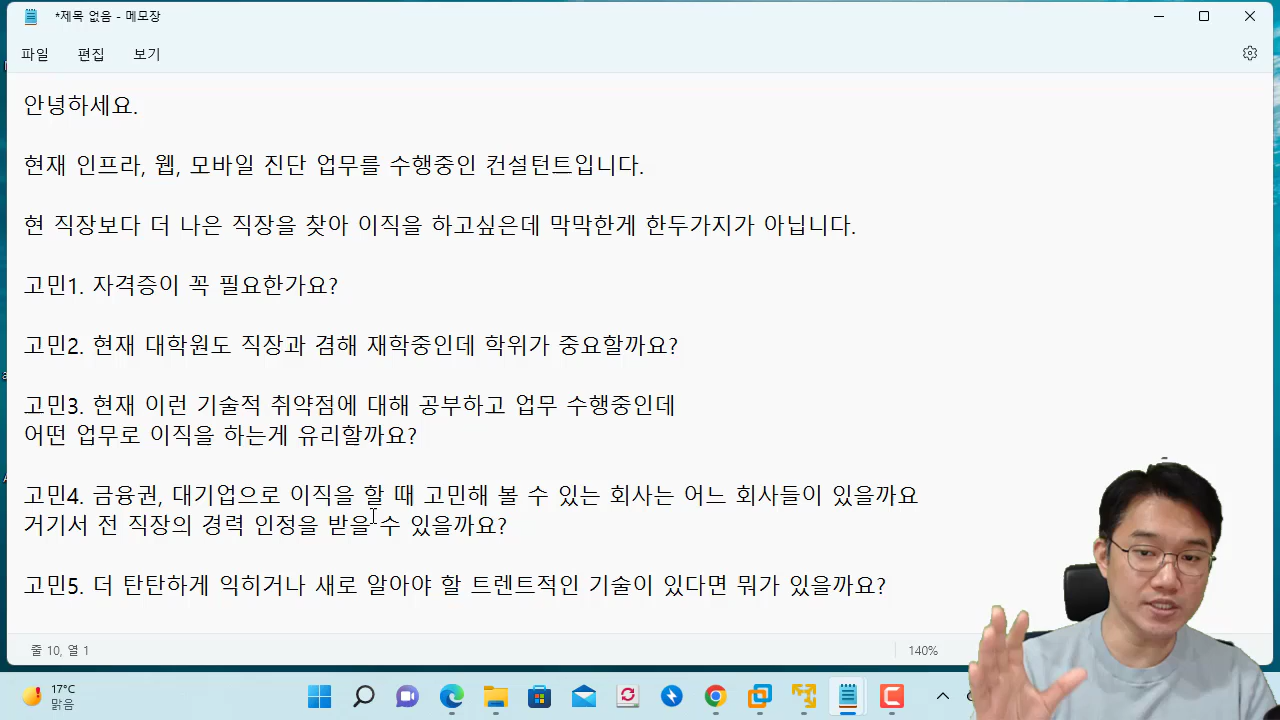 *제목 없음 - 메모장
파일 편집 보기
안녕하세요.
현재 인프라, 웹, 모바일 진단 업무를 수행중인 컨설턴트입니다.
현 직장보다 더 나은 직장을 찾아 이직을 하고싶은데 막막한게 한두가지가 아닙니다.
고민1. 자격증이 꼭 필요한가요?
고민2. 현재 대학원도 직장과 겸해 재학중인데 학위가 중요할까요?
고민3. 현재 이런 기술적 취약점에 대해 공부하고 업무 수행중인데
어떤 업무로 이직을 하는게 유리할까요?
고민4. 금융권, 대기업으로 이직을 할 때 고민해 볼 수 있는 회사는 어느 회사들이 있을까요
거기서 전 직장의 경력 인정을 받을 수 있을까요?
고민5. 더 탄탄하게 익히거나 새로 알아야 할 트렌트적인 기술이 있다면 뭐가 있을까요?
줄 10, 열 1
140%
17°C
맑음